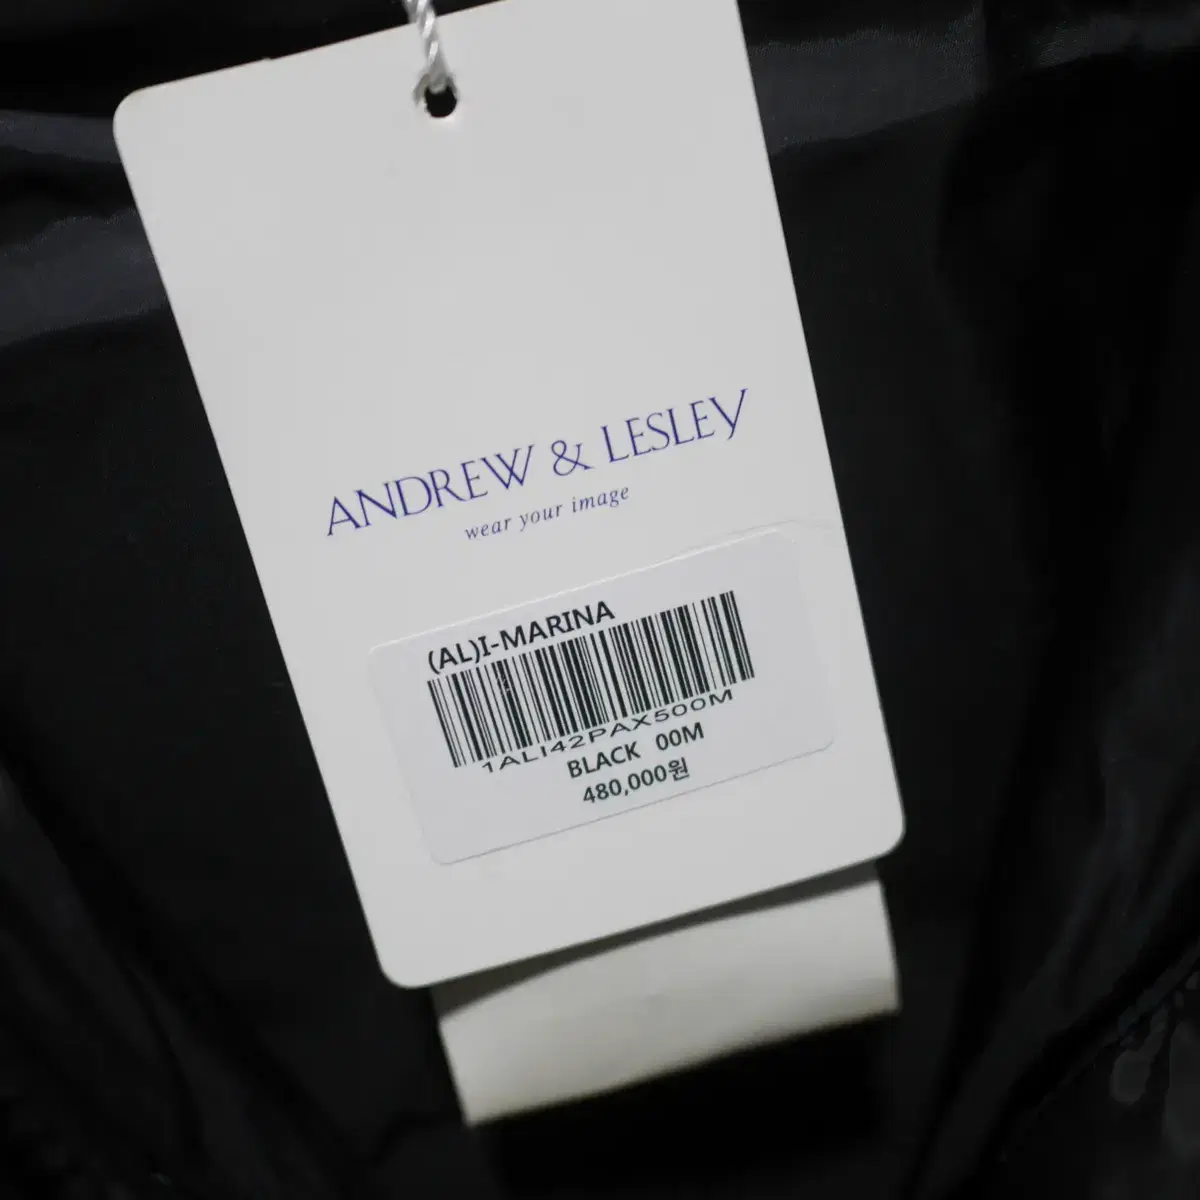 ANDREW & LESLEY
wear your image
(AL)I-MARINA
1ALI42PAX500M
BLACK 00M
480,000원